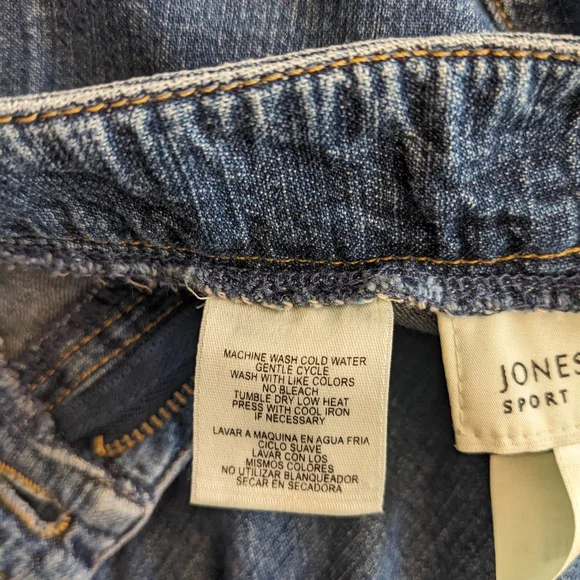 MACHINE WASH COLD WATER
GENTLE CYCLE
WASH WITH LIKE COLORS
NO BLEACH
TUMBLE DRY LOW HEAT
PRESS WITH COOL IRON
IF NECESSARY
LAVAR A MAQUINA EN AGUA FRIA
CICLO SUAVE
LAVAR CON LOS
MISMOS COLORES
NO UTILIZAR BLANQUEADOR
SECAR EN SECADORA
JONES
SPORT